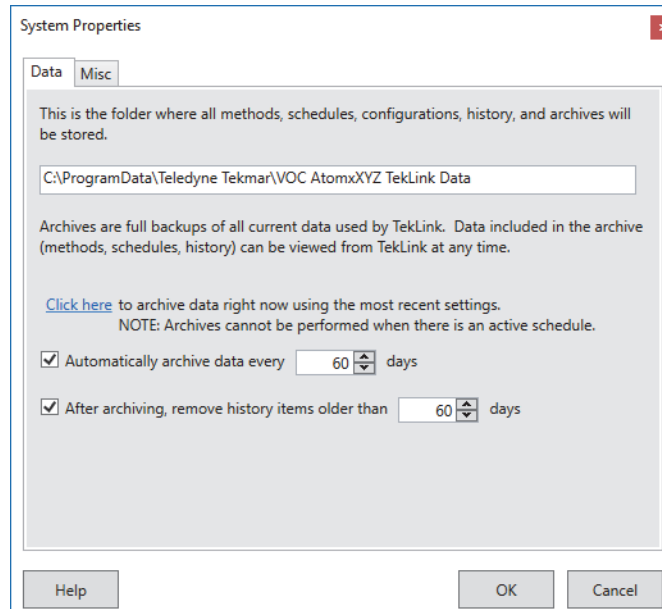 System Properties
Data
Misc
This is the folder where all methods, schedules, configurations, history, and archives will
be stored.
C:\ProgramData\Teledyne Tekmar\VOC AtomxXYZ TekLink Data
Archives are full backups of all current data used by TekLink.  Data included in the archive
(methods, schedules, history) can be viewed from TekLink at any time.
Click here to archive data right now using the most recent settings.
NOTE: Archives cannot be performed when there is an active schedule.
Automatically archive data every 60 days
After archiving, remove history items older than 60 days
Help
OK
Cancel